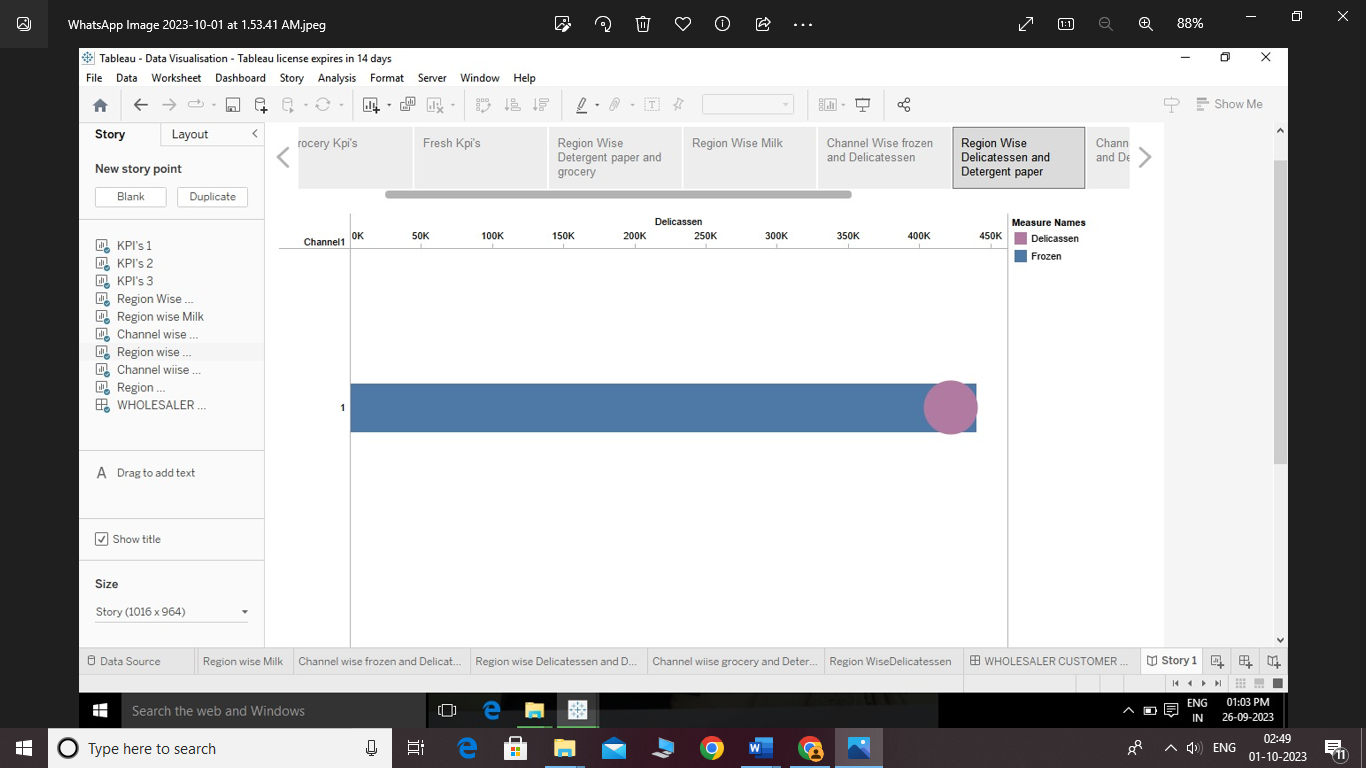 WhatsApp Image 2023-10-01 at 1.53.41 AM.jpeg
88%
Tableau - Data Visualisation - Tableau license expires in 14 days
File Data Worksheet Dashboard Story Analysis Format Server Window Help
Show Me
Story Layout
New story point
Blank Duplicate
KPI's 1
KPI's 2
KPI's 3
Region Wise ...
Region wise Milk
Channel wise ...
Region wise ...
Channel wiise ...
Region ...
WHOLESALER ...
A Drag to add text
Show title
Size
Story (1016 x 964)
rocery Kpi's
Fresh Kpi's
Region Wise
Detergent paper and
grocery
Region Wise Milk
Channel Wise frozen
and Delicatessen
Region Wise
Delicatessen and
Detergent paper
Chann
and De
Delicassen
Channel1 0K 50K 100K 150K 200K 250K 300K 350K 400K 450K
1
Measure Names
Delicassen
Frozen
Data Source Region wise Milk Channel wise frozen and Delicat... Region wise Delicatessen and D... Channel wiise grocery and Deter... Region WiseDelicatessen WHOLESALER CUSTOMER ... Story 1
Search the web and Windows
ENG
IN
01:03 PM
26-09-2023
Type here to search
ENG
02:49
01-10-2023
11